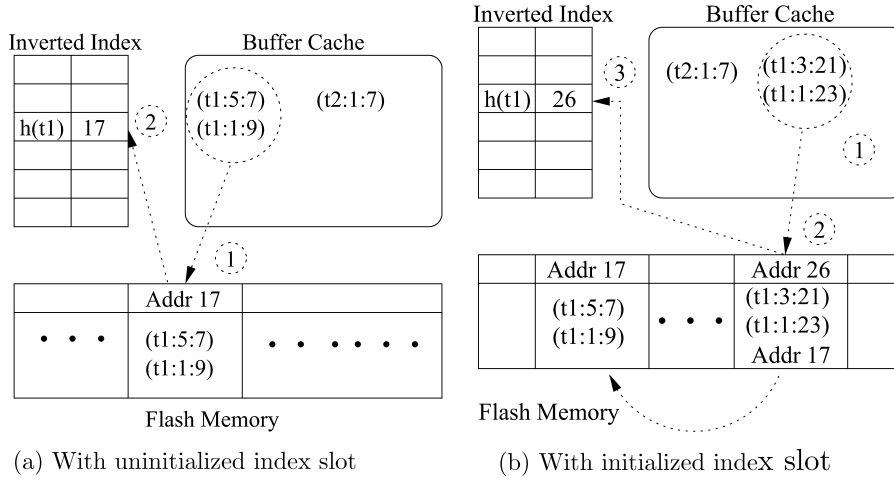 Inverted Index
Buffer Cache
(t1:5:7)
(t1:1:9)
(t2:1:7)
h(t1) 17
2
1
Addr 17
(t1:5:7)
(t1:1:9)
Flash Memory
(a) With uninitialized index slot
Inverted Index
Buffer Cache
3
(t2:1:7)
(t1:3:21)
(t1:1:23)
h(t1) 26
1
2
Addr 17
Addr 26
(t1:5:7)
(t1:1:9)
(t1:3:21)
(t1:1:23)
Addr 17
Flash Memory
(b) With initialized index slot